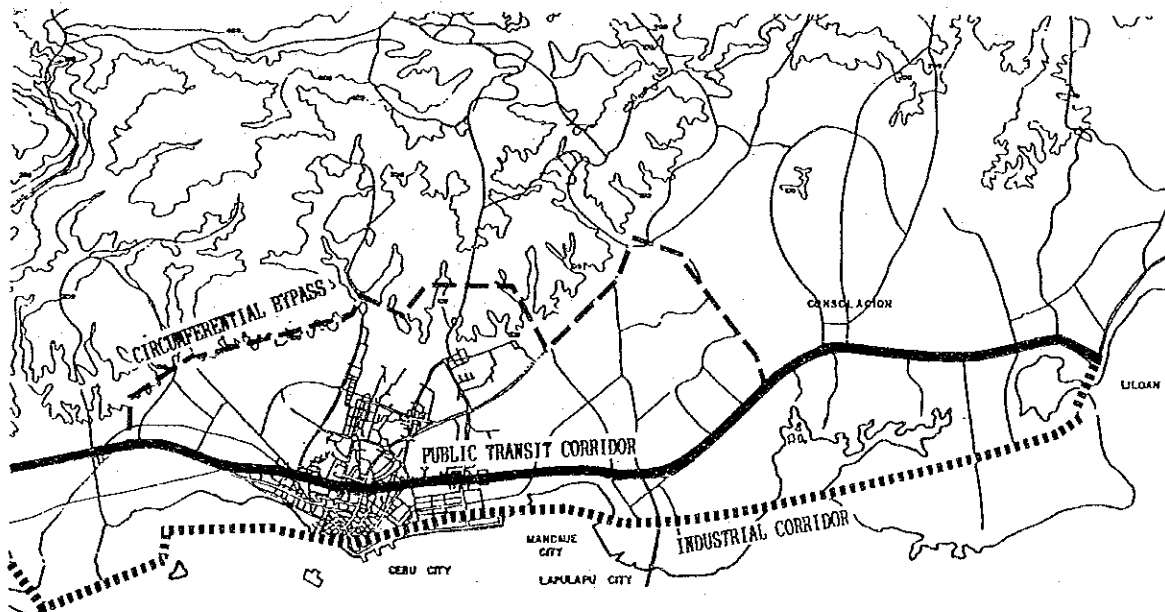 CIRCUMFERENTIAL BYPASS
CONSOLACION
LILOAN
PUBLIC TRANSIT CORRIDOR
INDUSTRIAL CORRIDOR
MANDAUE
CITY
CEBU CITY
LAPULAPU CITY